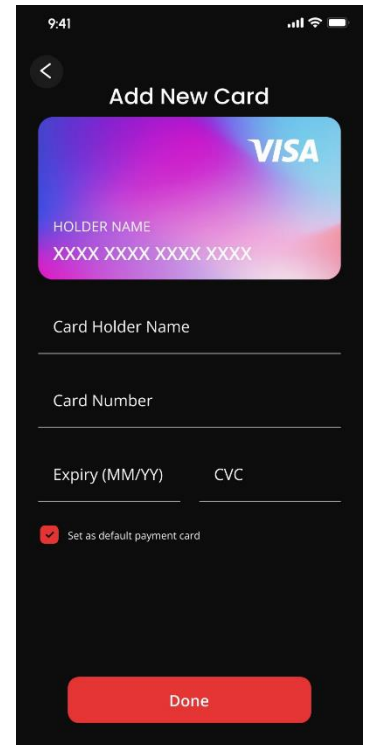 9:41
Add New Card
VISA
HOLDER NAME
XXXX XXXX XXXX XXXX
Card Holder Name
Card Number
Expiry (MM/YY) CVC
Set as default payment card
Done